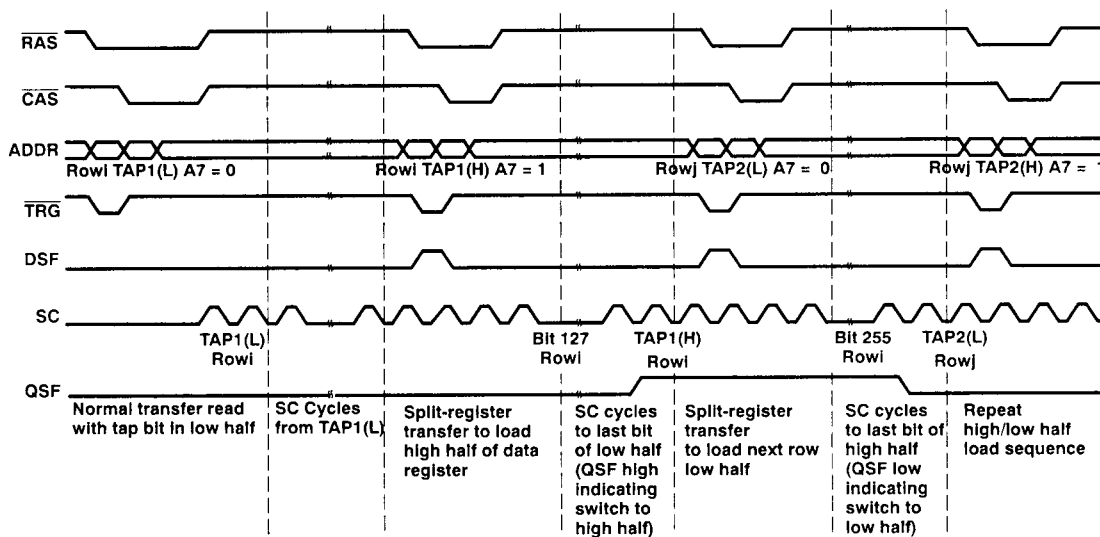 RAS
CAS
ADDR
Rowi TAP1(L) A7 = 0
Rowi TAP1(H) A7 = 1
Rowj TAP2(L) A7 = 0
Rowj TAP2(H) A7 = 1
TRG
DSF
SC
TAP1(L)
Rowi
Bit 127
Rowi
TAP1(H)
Rowi
Bit 255
Rowi
TAP2(L)
Rowj
QSF
Normal transfer read
with tap bit in low half
SC Cycles
from TAP1(L)
Split-register
transfer to load
high half of data
register
SC cycles
to last bit
of low half
(QSF high
indicating
switch to
high half)
Split-register
transfer
to load next row
low half
SC cycles
to last bit of
high half
(QSF low
indicating
switch to
low half)
Repeat
high/low half
load sequence